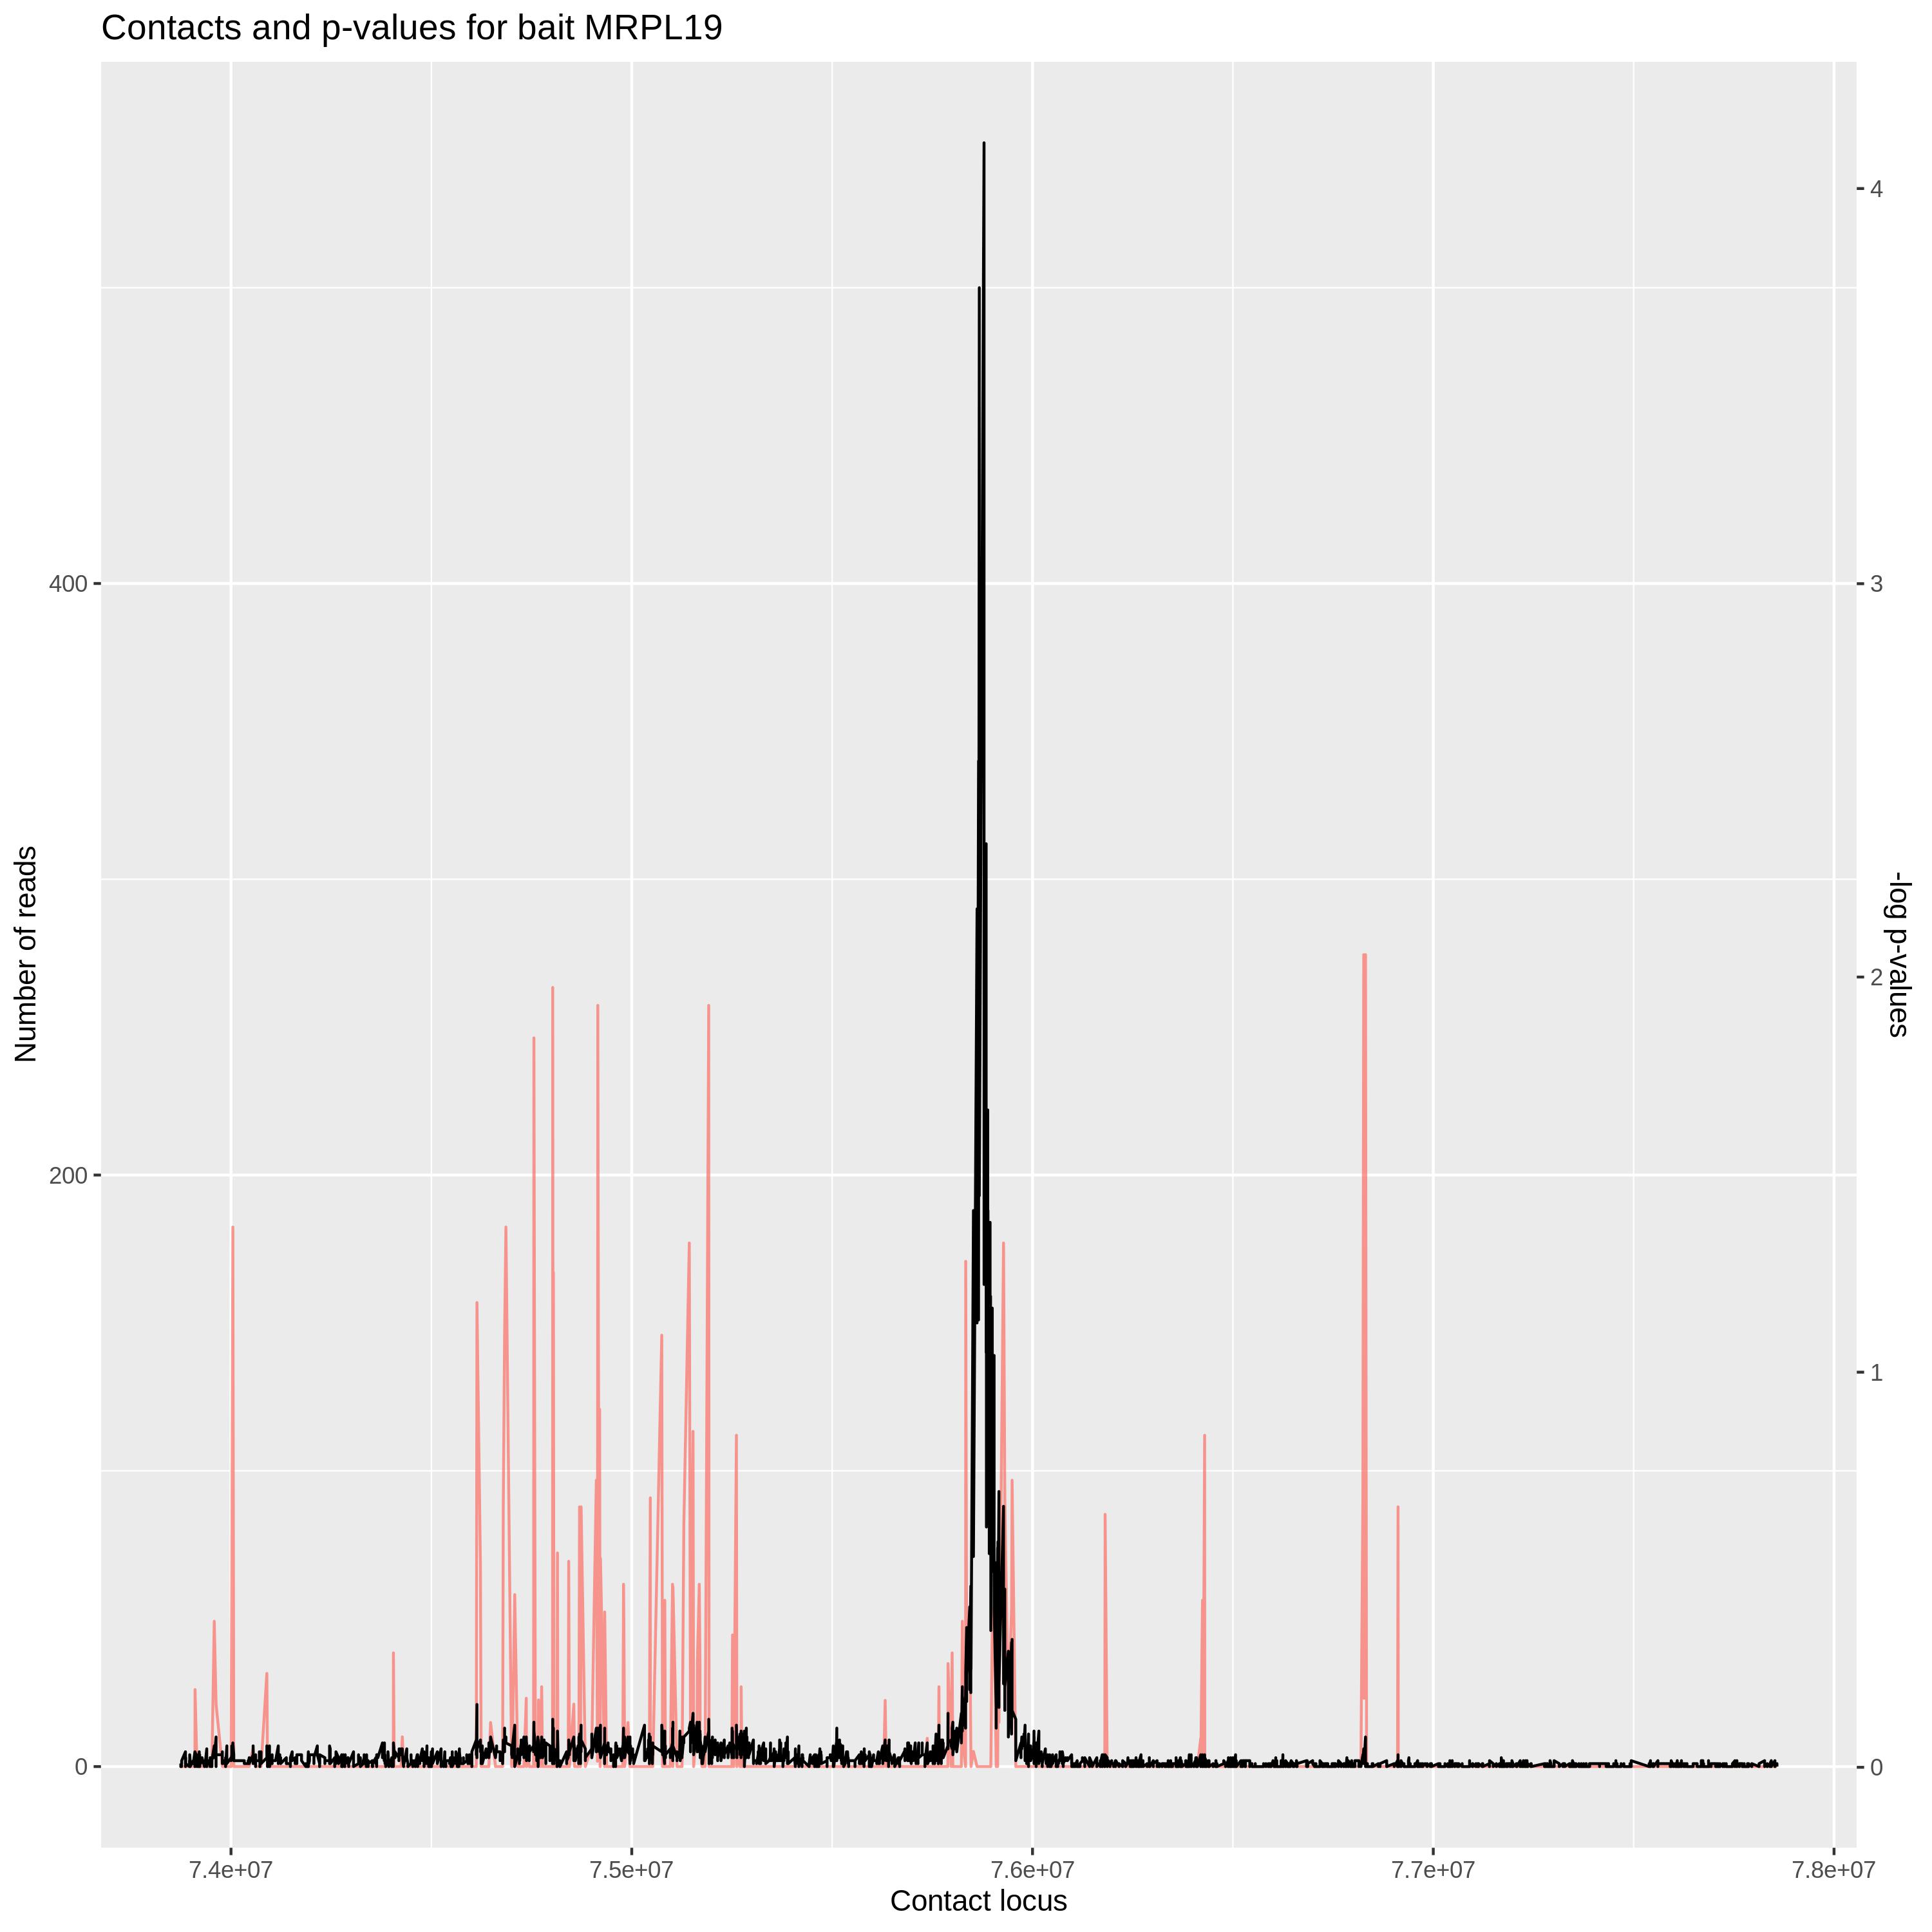 Contacts and p-values for bait MRPL19
Number of reads
400
200
0
4
3
2
1
0
-log p-values
7.4e+07 7.5e+07 7.6e+07 7.7e+07 7.8e+07
Contact locus